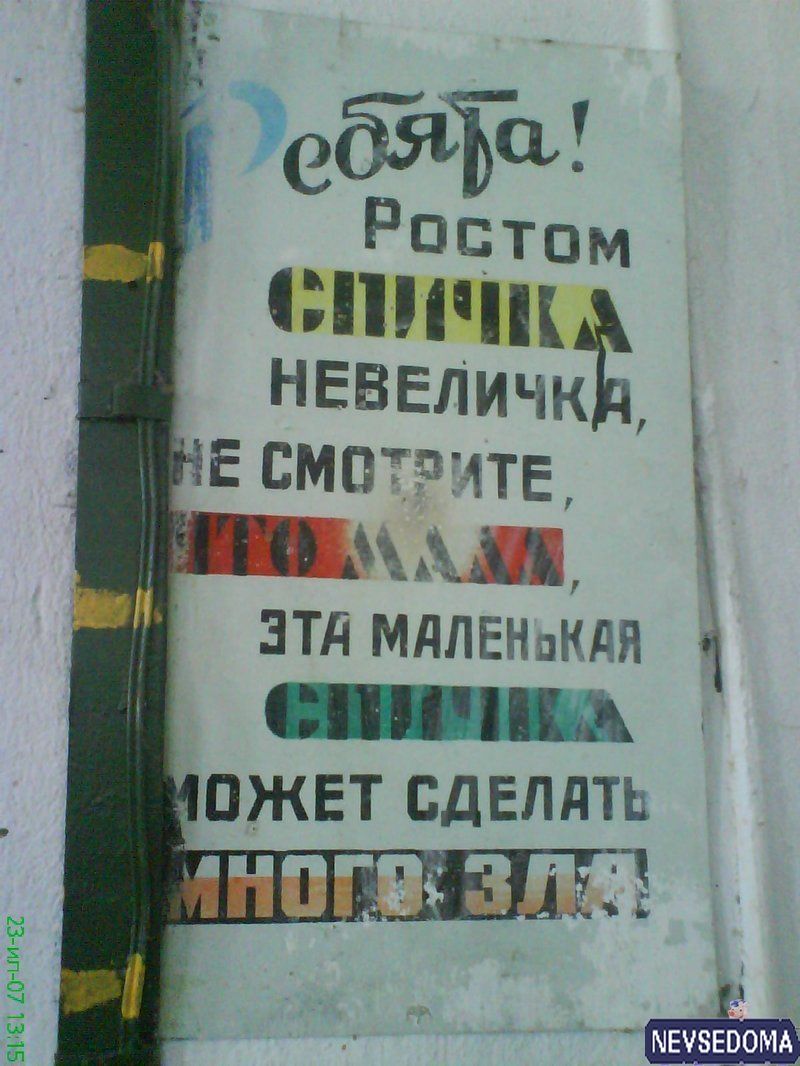 Ребята!
Ростом
СПИЧКА
НЕВЕЛИЧКА,
НЕ СМОТРИТЕ,
ЧТО МАЛА,
ЭТА МАЛЕНЬКАЯ
СПИЧКА
МОЖЕТ СДЕЛАТЬ
МНОГО ЗЛА
23-июл-07 13:15
NEVSEDOMA